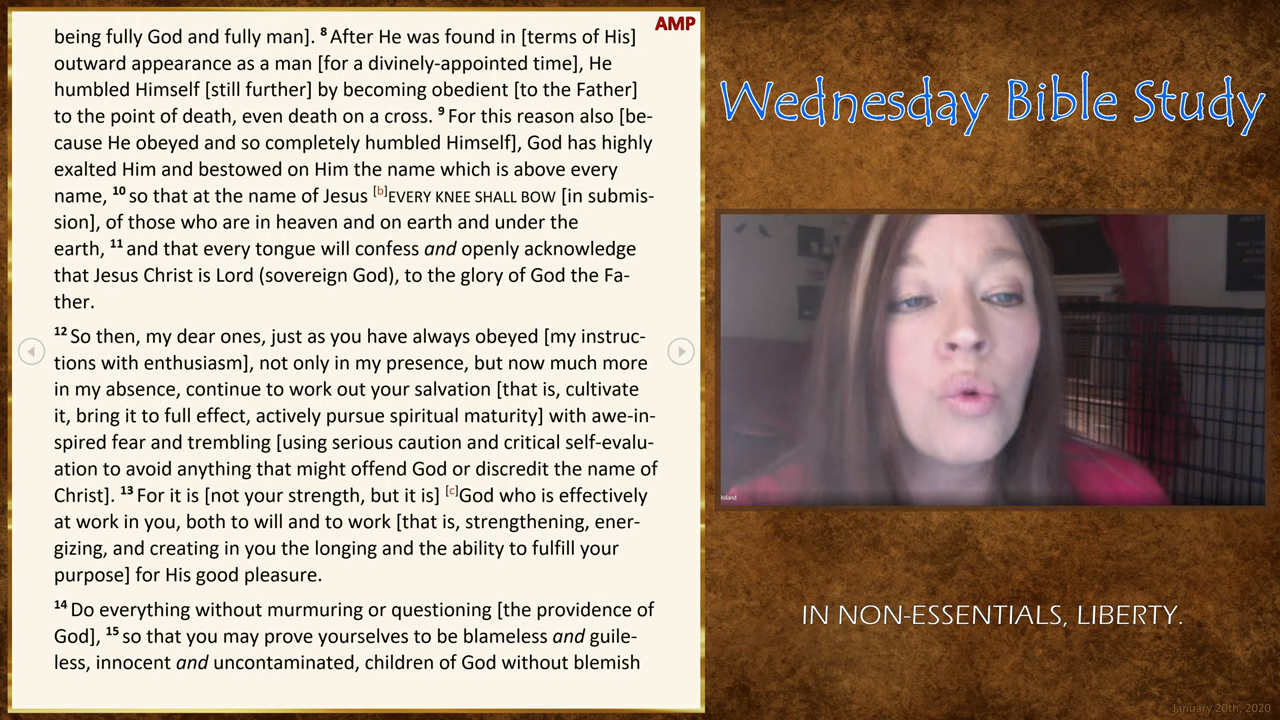 AMP
being fully God and fully man]. 8 After He was found in [terms of His]
outward appearance as a man [for a divinely-appointed time], He
humbled Himself [still further] by becoming obedient [to the Father]
to the point of death, even death on a cross. 9 For this reason also [be-
cause He obeyed and so completely humbled Himself], God has highly
exalted Him and bestowed on Him the name which is above every
name, 10 so that at the name of Jesus [b]EVERY KNEE SHALL BOW [in submis-
sion], of those who are in heaven and on earth and under the
earth, 11 and that every tongue will confess and openly acknowledge
that Jesus Christ is Lord (sovereign God), to the glory of God the Fa-
ther.
12 So then, my dear ones, just as you have always obeyed [my instruc-
tions with enthusiasm], not only in my presence, but now much more
in my absence, continue to work out your salvation [that is, cultivate
it, bring it to full effect, actively pursue spiritual maturity] with awe-in-
spired fear and trembling [using serious caution and critical self-evalu-
ation to avoid anything that might offend God or discredit the name of
Christ]. 13 For it is [not your strength, but it is] [c]God who is effectively
at work in you, both to will and to work [that is, strengthening, ener-
gizing, and creating in you the longing and the ability to fulfill your
purpose] for His good pleasure.
14 Do everything without murmuring or questioning [the providence of
God], 15 so that you may prove yourselves to be blameless and guile-
less, innocent and uncontaminated, children of God without blemish
Wednesday Bible Study
IN NON-ESSENTIALS, LIBERTY.
January 20th, 2020